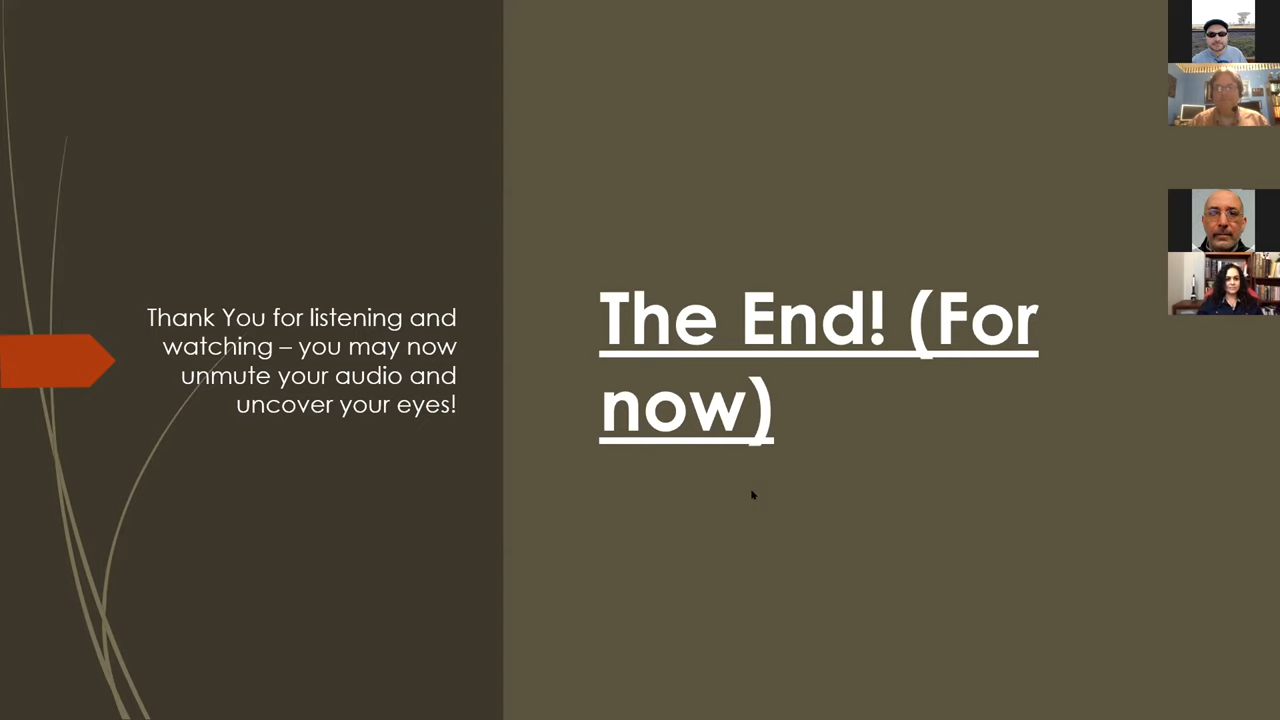 Thank You for listening and
watching – you may now
unmute your audio and
uncover your eyes!
The End! (For
now)